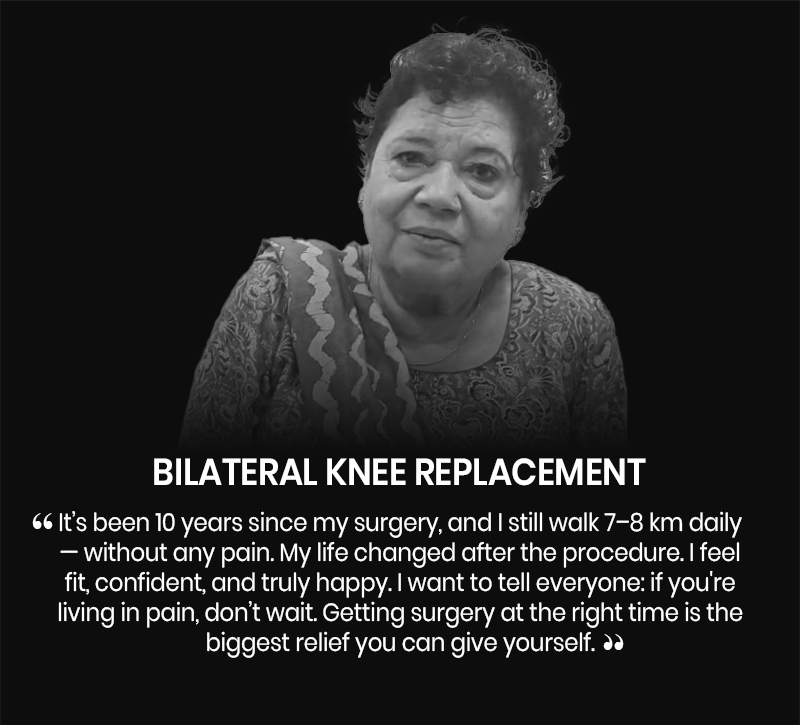 BILATERAL KNEE REPLACEMENT
“ It’s been 10 years since my surgery, and I still walk 7–8 km daily
— without any pain. My life changed after the procedure. I feel
fit, confident, and truly happy. I want to tell everyone: if you're
living in pain, don’t wait. Getting surgery at the right time is the
biggest relief you can give yourself. ”